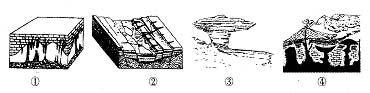 ① ② ③ ④